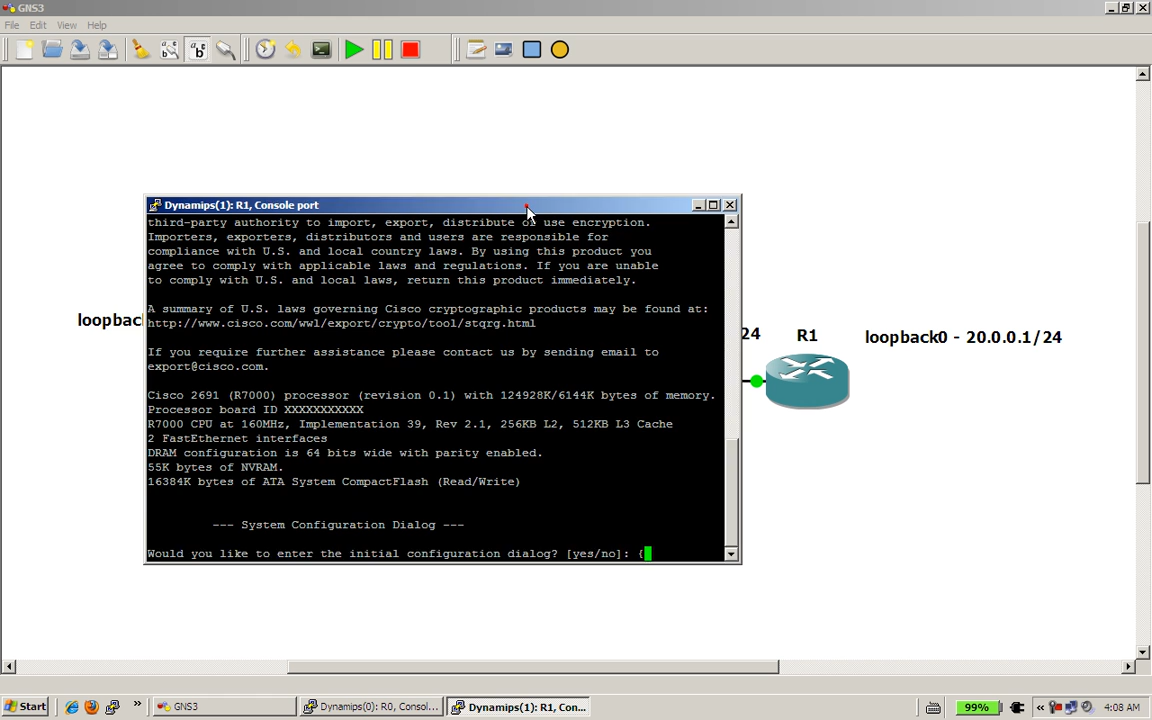 GNS3
File Edit View Help
Dynamips(1): R1, Console port
third-party authority to import, export, distribute or use encryption.
Importers, exporters, distributors and users are responsible for
compliance with U.S. and local country laws. By using this product you
agree to comply with applicable laws and regulations. If you are unable
to comply with U.S. and local laws, return this product immediately.
A summary of U.S. laws governing Cisco cryptographic products may be found at:
http://www.cisco.com/wwl/export/crypto/tool/stqrg.html
If you require further assistance please contact us by sending email to
export@cisco.com.
Cisco 2691 (R7000) processor (revision 0.1) with 124928K/6144K bytes of memory.
Processor board ID XXXXXXXXXXX
R7000 CPU at 160MHz, Implementation 39, Rev 2.1, 256KB L2, 512KB L3 Cache
2 FastEthernet interfaces
DRAM configuration is 64 bits wide with parity enabled.
55K bytes of NVRAM.
16384K bytes of ATA System CompactFlash (Read/Write)
--- System Configuration Dialog ---
Would you like to enter the initial configuration dialog? [yes/no]: {
loopbac
24
R1
loopback0 - 20.0.0.1/24
Start
GNS3
Dynamips(0): R0, Consol...
Dynamips(1): R1, Con...
99%
4:08 AM